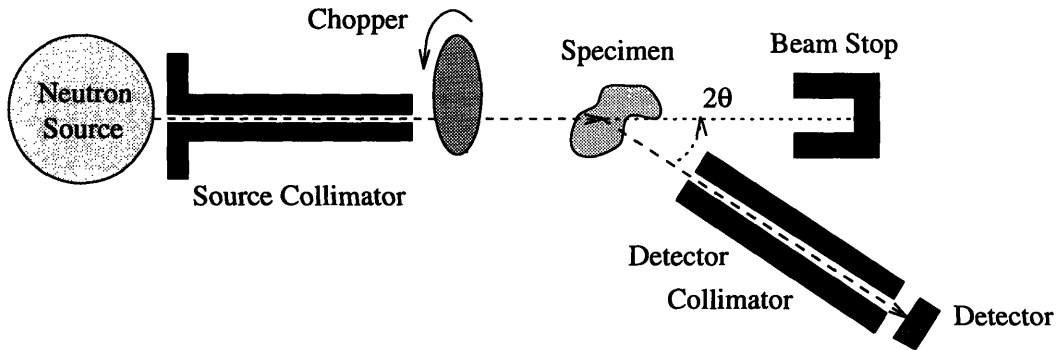 Chopper
Specimen
Beam Stop
Neutron
Source
2θ
Source Collimator
Detector
Collimator
Detector